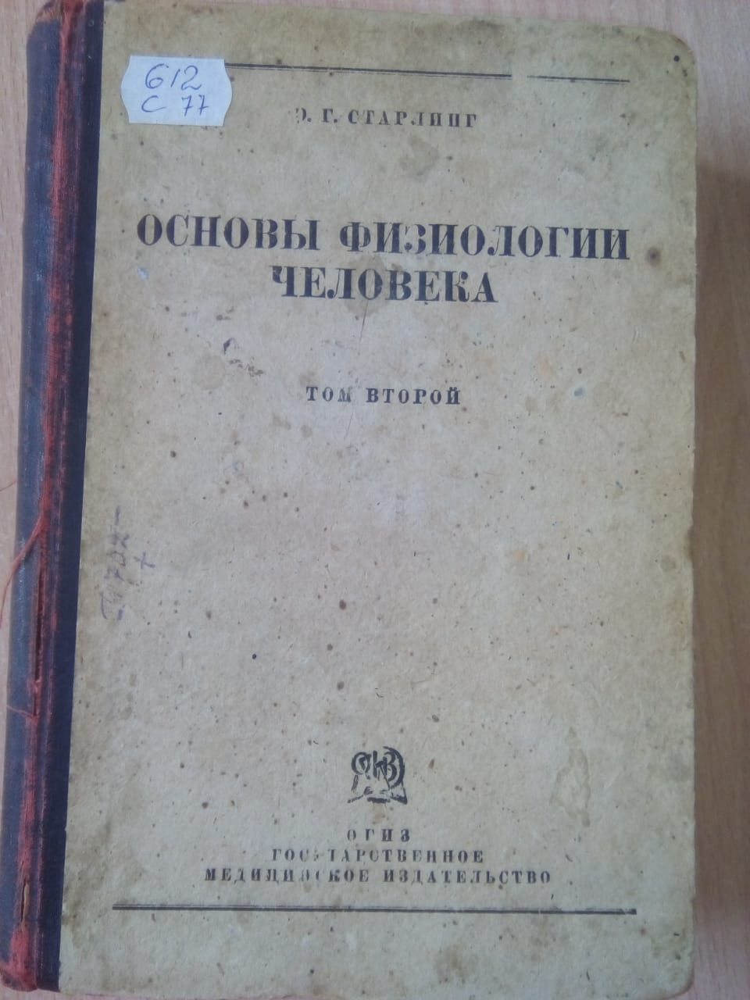 612
С 77
Э. Г. СТАРЛИНГ
ОСНОВЫ ФИЗИОЛОГИИ
ЧЕЛОВЕКА
ТОМ ВТОРОЙ
ОГИЗ
ГОСУДАРСТВЕННОЕ
МЕДИЦИНСКОЕ ИЗДАТЕЛЬСТВО